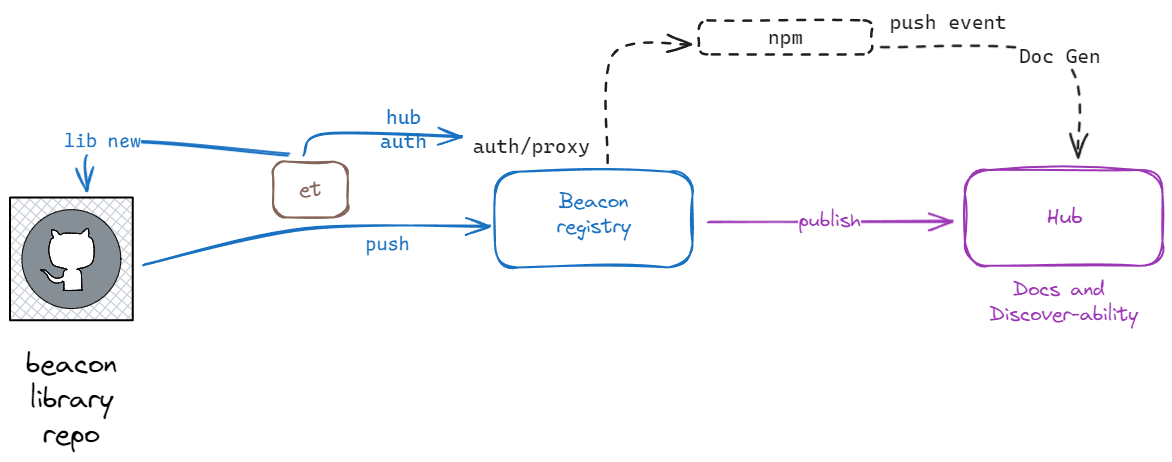 npm
push event
Doc Gen
hub
auth
lib new
auth/proxy
et
Beacon
registry
push
publish
Hub
Docs and
Discover-ability
beacon
library
repo